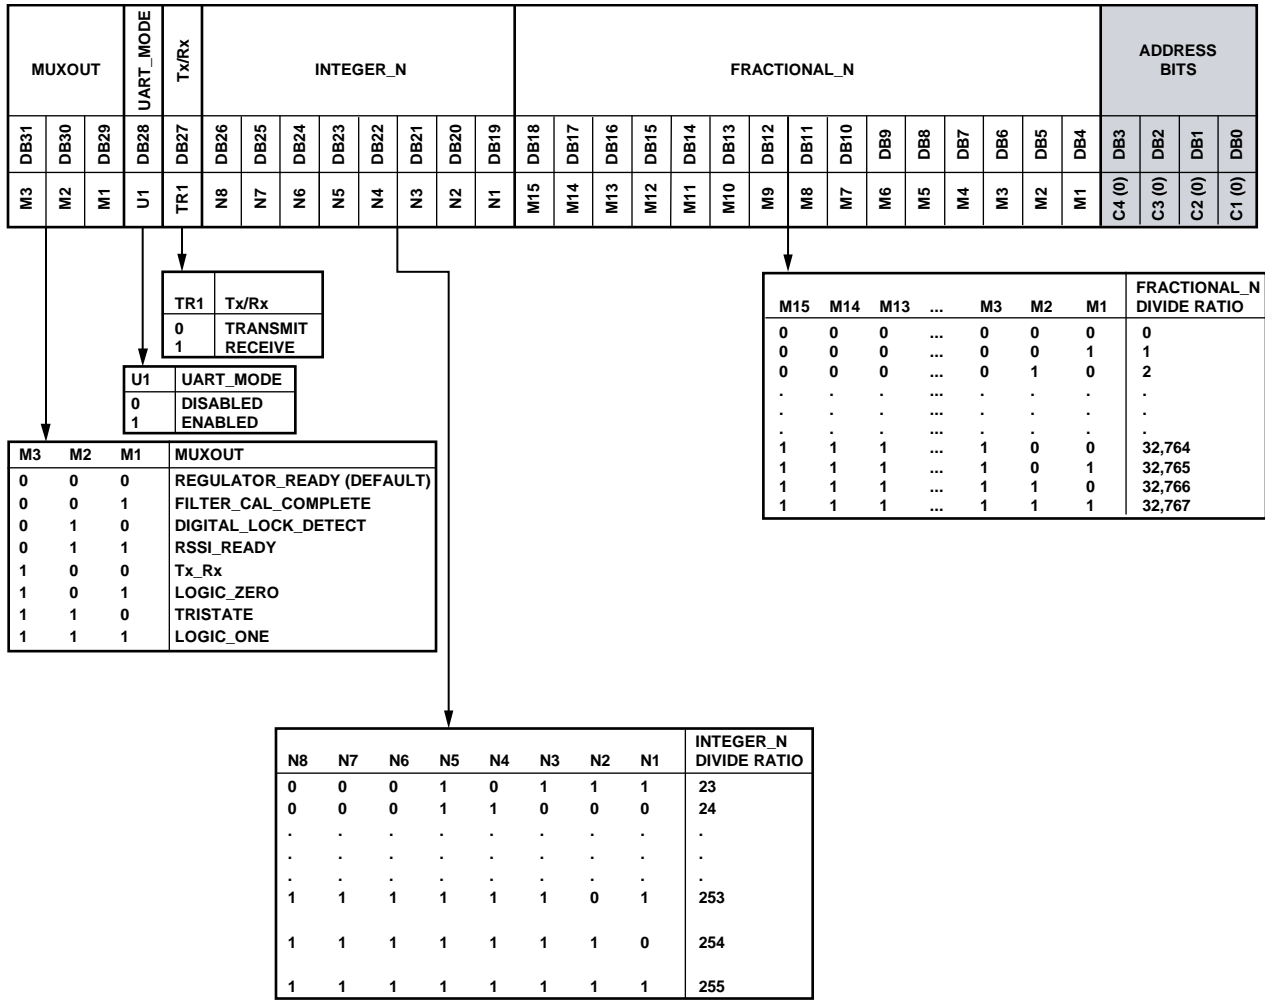 MUXOUT UART_MODE Tx/Rx INTEGER_N FRACTIONAL_N ADDRESS
BITS
DB31 DB30 DB29 DB28 DB27 DB26 DB25 DB24 DB23 DB22 DB21 DB20 DB19 DB18 DB17 DB16 DB15 DB14 DB13 DB12 DB11 DB10 DB9 DB8 DB7 DB6 DB5 DB4 DB3 DB2 DB1 DB0
M3 M2 M1 U1 TR1 N8 N7 N6 N5 N4 N3 N2 N1 M15 M14 M13 M12 M11 M10 M9 M8 M7 M6 M5 M4 M3 M2 M1 C4 (0) C3 (0) C2 (0) C1 (0)
TR1 Tx/Rx
0 TRANSMIT
1 RECEIVE
U1 UART_MODE
0 DISABLED
1 ENABLED
M3 M2 M1 MUXOUT
0 0 0 REGULATOR_READY (DEFAULT)
0 0 1 FILTER_CAL_COMPLETE
0 1 0 DIGITAL_LOCK_DETECT
0 1 1 RSSI_READY
1 0 0 Tx_Rx
1 0 1 LOGIC_ZERO
1 1 0 TRISTATE
1 1 1 LOGIC_ONE
FRACTIONAL_N
M15 M14 M13 ... M3 M2 M1 DIVIDE RATIO
0 0 0 ... 0 0 0 0
0 0 0 ... 0 0 1 1
0 0 0 ... 0 1 0 2
. . . ... . . . .
. . . ... . . . .
. . . ... . . . .
1 1 1 ... 1 0 0 32,764
1 1 1 ... 1 0 1 32,765
1 1 1 ... 1 1 0 32,766
1 1 1 ... 1 1 1 32,767
INTEGER_N
N8 N7 N6 N5 N4 N3 N2 N1 DIVIDE RATIO
0 0 0 1 0 1 1 1 23
0 0 0 1 1 0 0 0 24
. . . . . . . . .
. . . . . . . . .
. . . . . . . . .
1 1 1 1 1 1 0 1 253
1 1 1 1 1 1 1 0 254
1 1 1 1 1 1 1 1 255